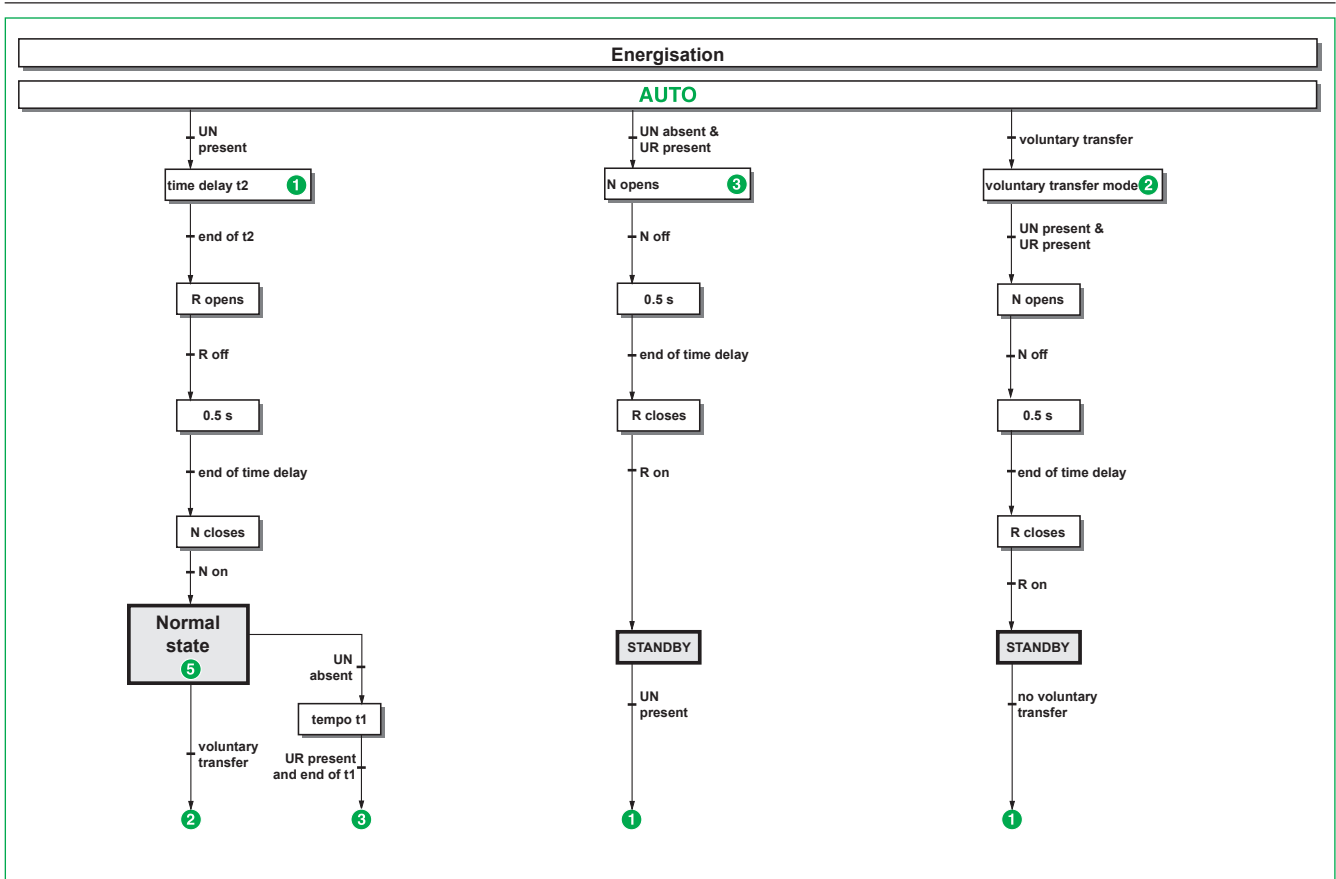 Energisation
AUTO
UN
present
time delay t2 1
end of t2
R opens
R off
0.5 s
end of time delay
N closes
N on
Normal
state
5
UN
absent
tempo t1
voluntary
transfer
UR present
and end of t1
2
3
UN absent &
UR present
N opens 3
N off
0.5 s
end of time delay
R closes
R on
STANDBY
UN
present
1
voluntary transfer
voluntary transfer mode 2
UN present &
UR present
N opens
N off
0.5 s
end of time delay
R closes
R on
STANDBY
no voluntary
transfer
1